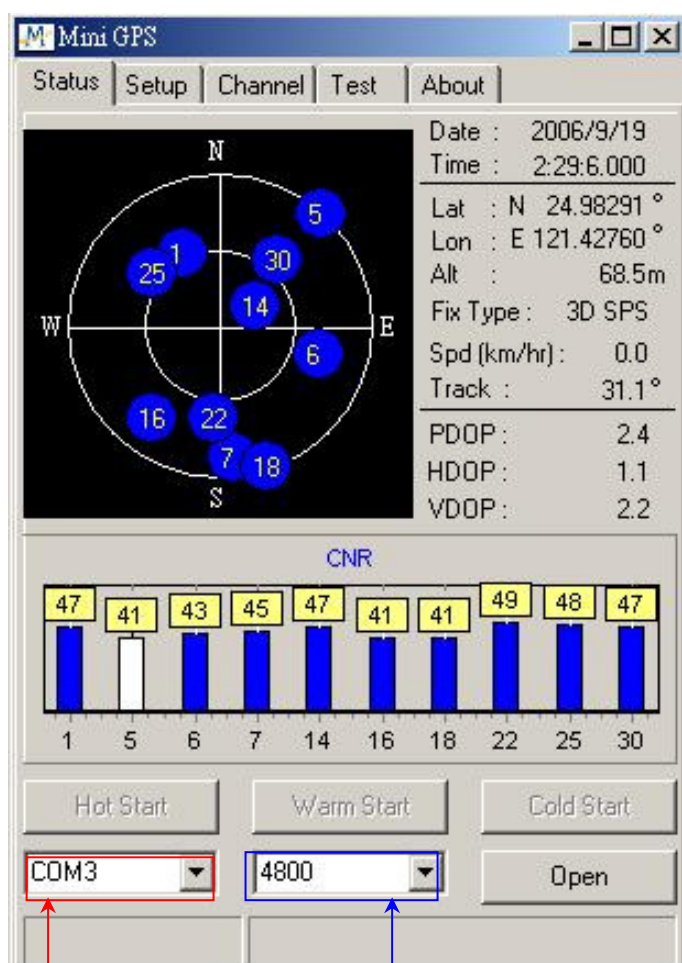 Mini GPS
Status Setup Channel Test About
Date : 2006/9/19
Time : 2:29:6.000
Lat : N 24.98291 °
Lon : E 121.42760 °
Alt : 68.5m
Fix Type : 3D SPS
Spd (km/hr) : 0.0
Track : 31.1°
PDOP : 2.4
HDOP : 1.1
VDOP : 2.2
N
5
1
30
25
14
W
E
6
16
22
7
18
S
CNR
47 41 43 45 47 41 41 49 48 47
1 5 6 7 14 16 18 22 25 30
Hot Start Warm Start Cold Start
COM3 4800 Open